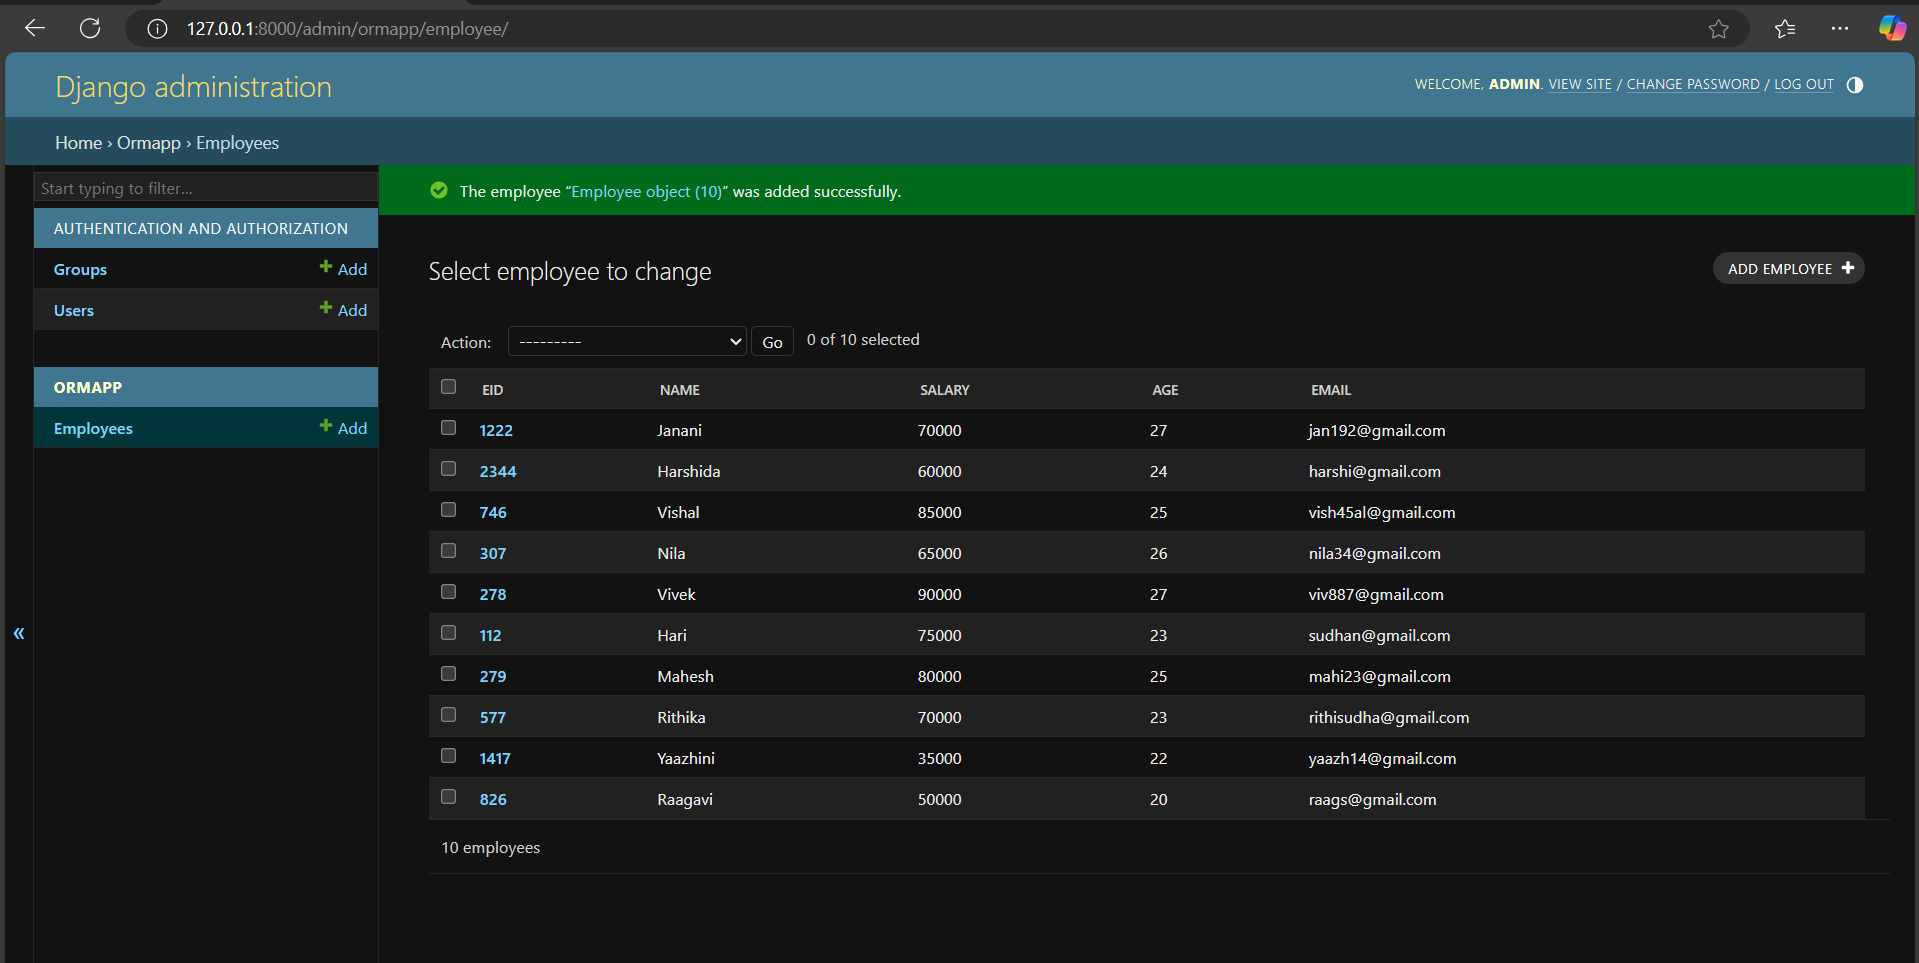 127.0.0.1:8000/admin/ormapp/employee/
Django administration
WELCOME, ADMIN. VIEW SITE / CHANGE PASSWORD / LOG OUT
Home › Ormapp › Employees
Start typing to filter...
The employee “Employee object (10)” was added successfully.
AUTHENTICATION AND AUTHORIZATION
Groups + Add
Users + Add
ORMAPP
Employees + Add
«
Select employee to change
ADD EMPLOYEE +
Action: --------- Go 0 of 10 selected
EID NAME SALARY AGE EMAIL
1222 Janani 70000 27 jan192@gmail.com
2344 Harshida 60000 24 harshi@gmail.com
746 Vishal 85000 25 vish45al@gmail.com
307 Nila 65000 26 nila34@gmail.com
278 Vivek 90000 27 viv887@gmail.com
112 Hari 75000 23 sudhan@gmail.com
279 Mahesh 80000 25 mahi23@gmail.com
577 Rithika 70000 23 rithisudha@gmail.com
1417 Yaazhini 35000 22 yaazh14@gmail.com
826 Raagavi 50000 20 raags@gmail.com
10 employees